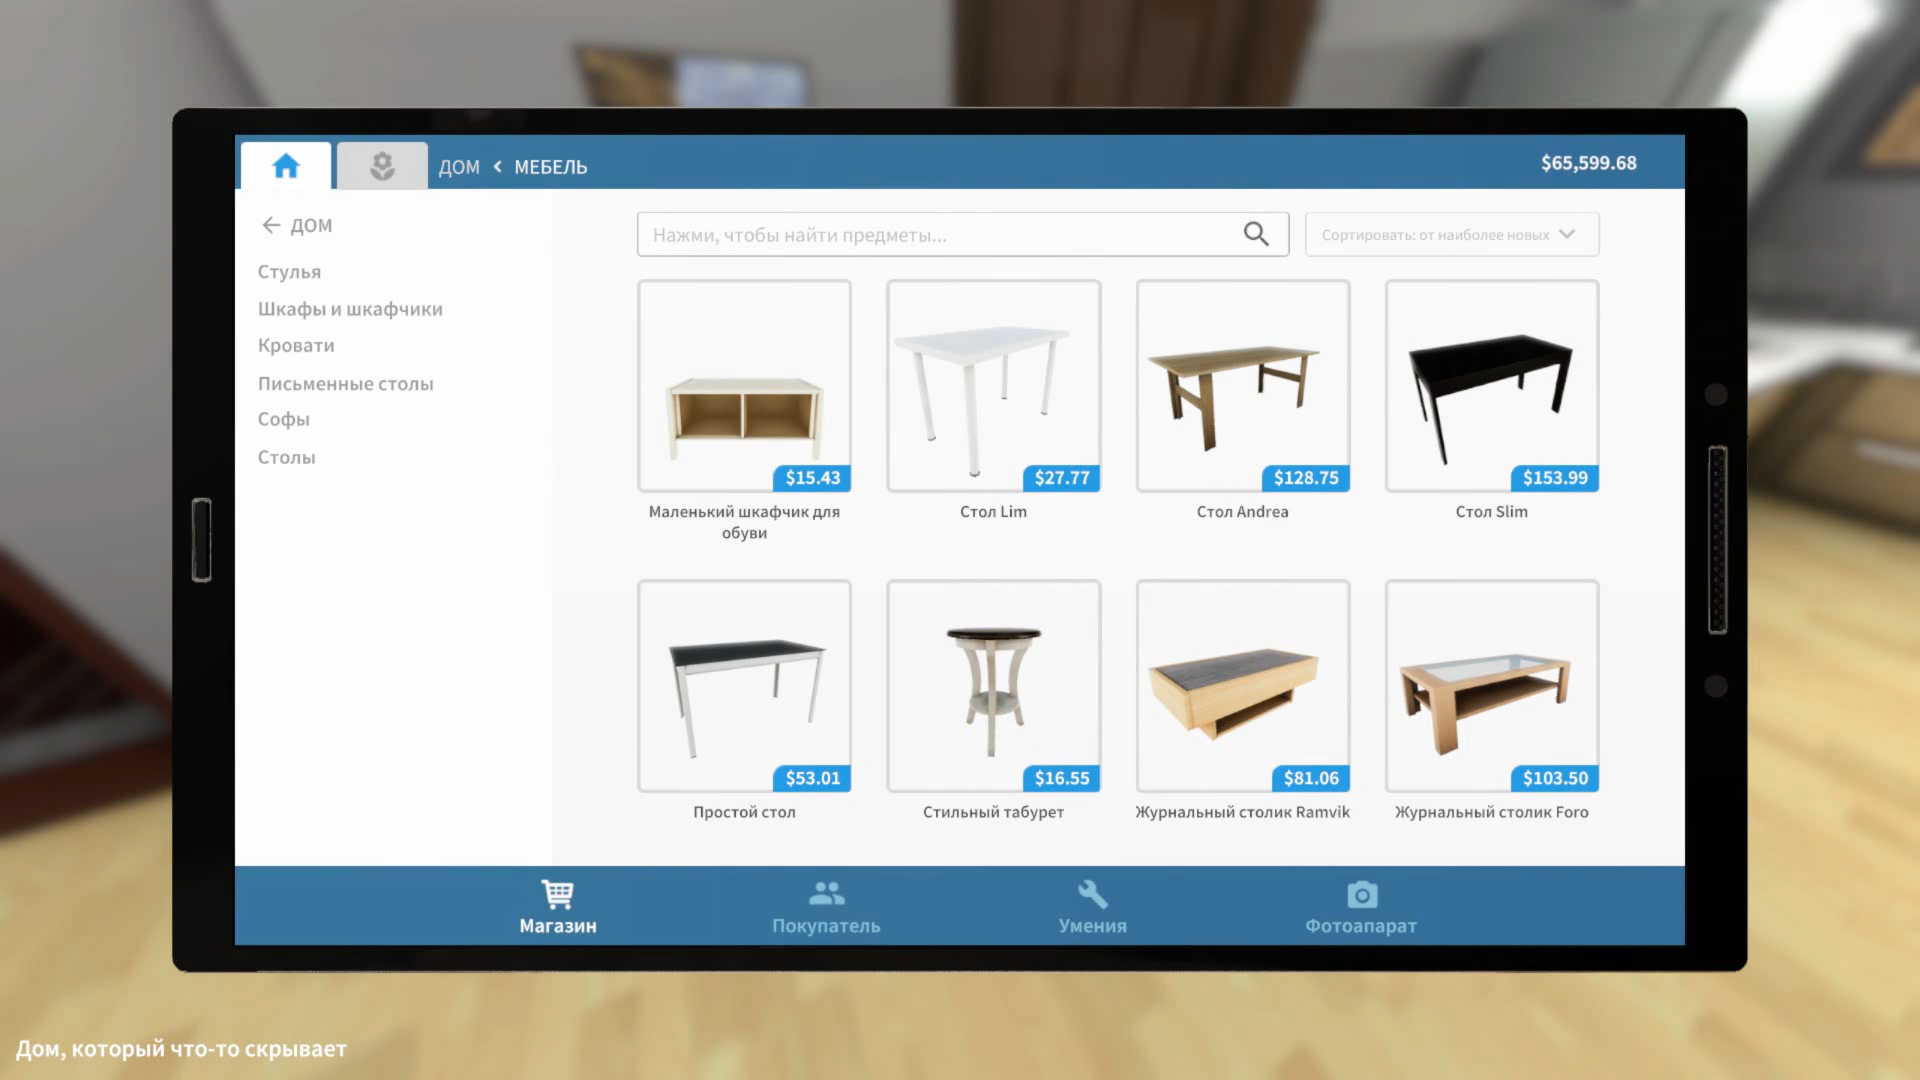 ДОМ < МЕБЕЛЬ
$65,599.68
ДОМ
Нажми, чтобы найти предметы...
Сортировать: от наиболее новых
Стулья
Шкафы и шкафчики
Кровати
Письменные столы
Софы
Столы
$15.43
$27.77
$128.75
$153.99
Маленький шкафчик для
обуви
Стол Lim
Стол Andrea
Стол Slim
$53.01
$16.55
$81.06
$103.50
Простой стол
Стильный табурет
Журнальный столик Ramvik
Журнальный столик Foro
Магазин
Покупатель
Умения
Фотоапарат
Дом, который что-то скрывает